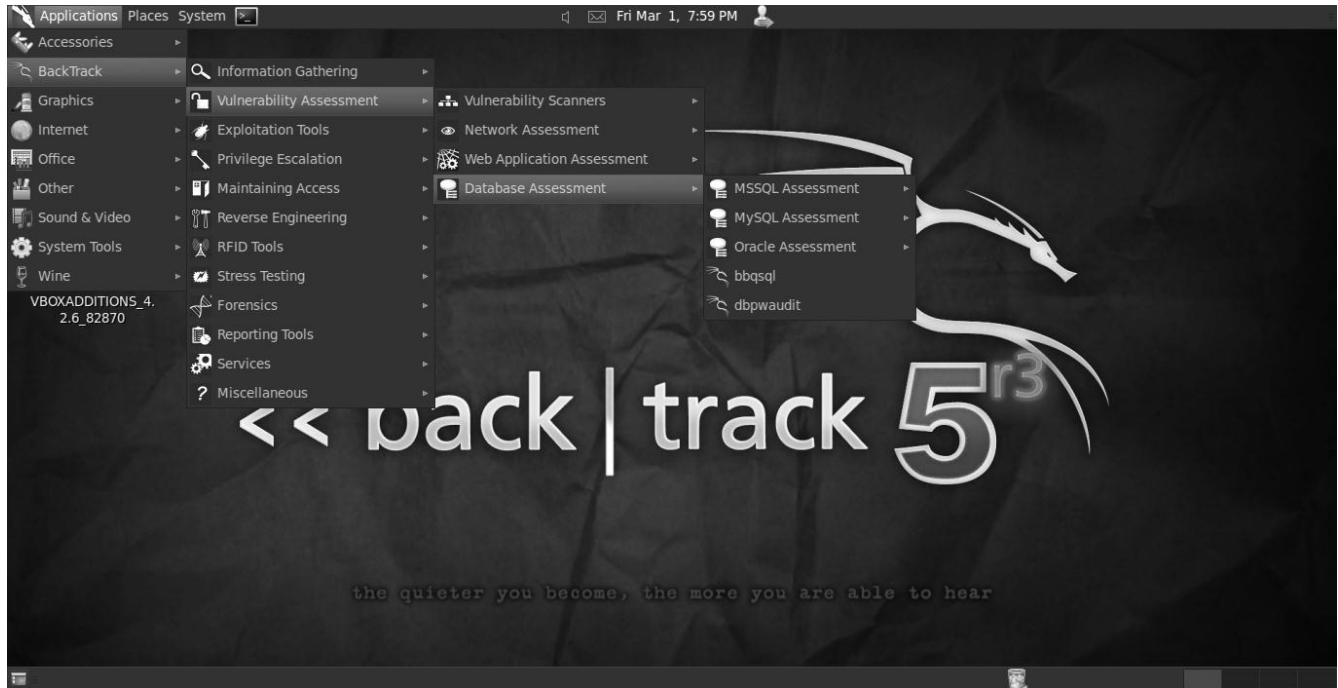 Applications Places System Fri Mar 1, 7:59 PM
Accessories
BackTrack
Graphics
Internet
Office
Other
Sound & Video
System Tools
Wine
VBOXADDITIONS_4.
2.6_82870
Information Gathering
Vulnerability Assessment
Exploitation Tools
Privilege Escalation
Maintaining Access
Reverse Engineering
RFID Tools
Stress Testing
Forensics
Reporting Tools
Services
Miscellaneous
Vulnerability Scanners
Network Assessment
Web Application Assessment
Database Assessment
MSSQL Assessment
MySQL Assessment
Oracle Assessment
bbqsql
dbpwaudit
<< back | track 5 r3
the quieter you become, the more you are able to hear